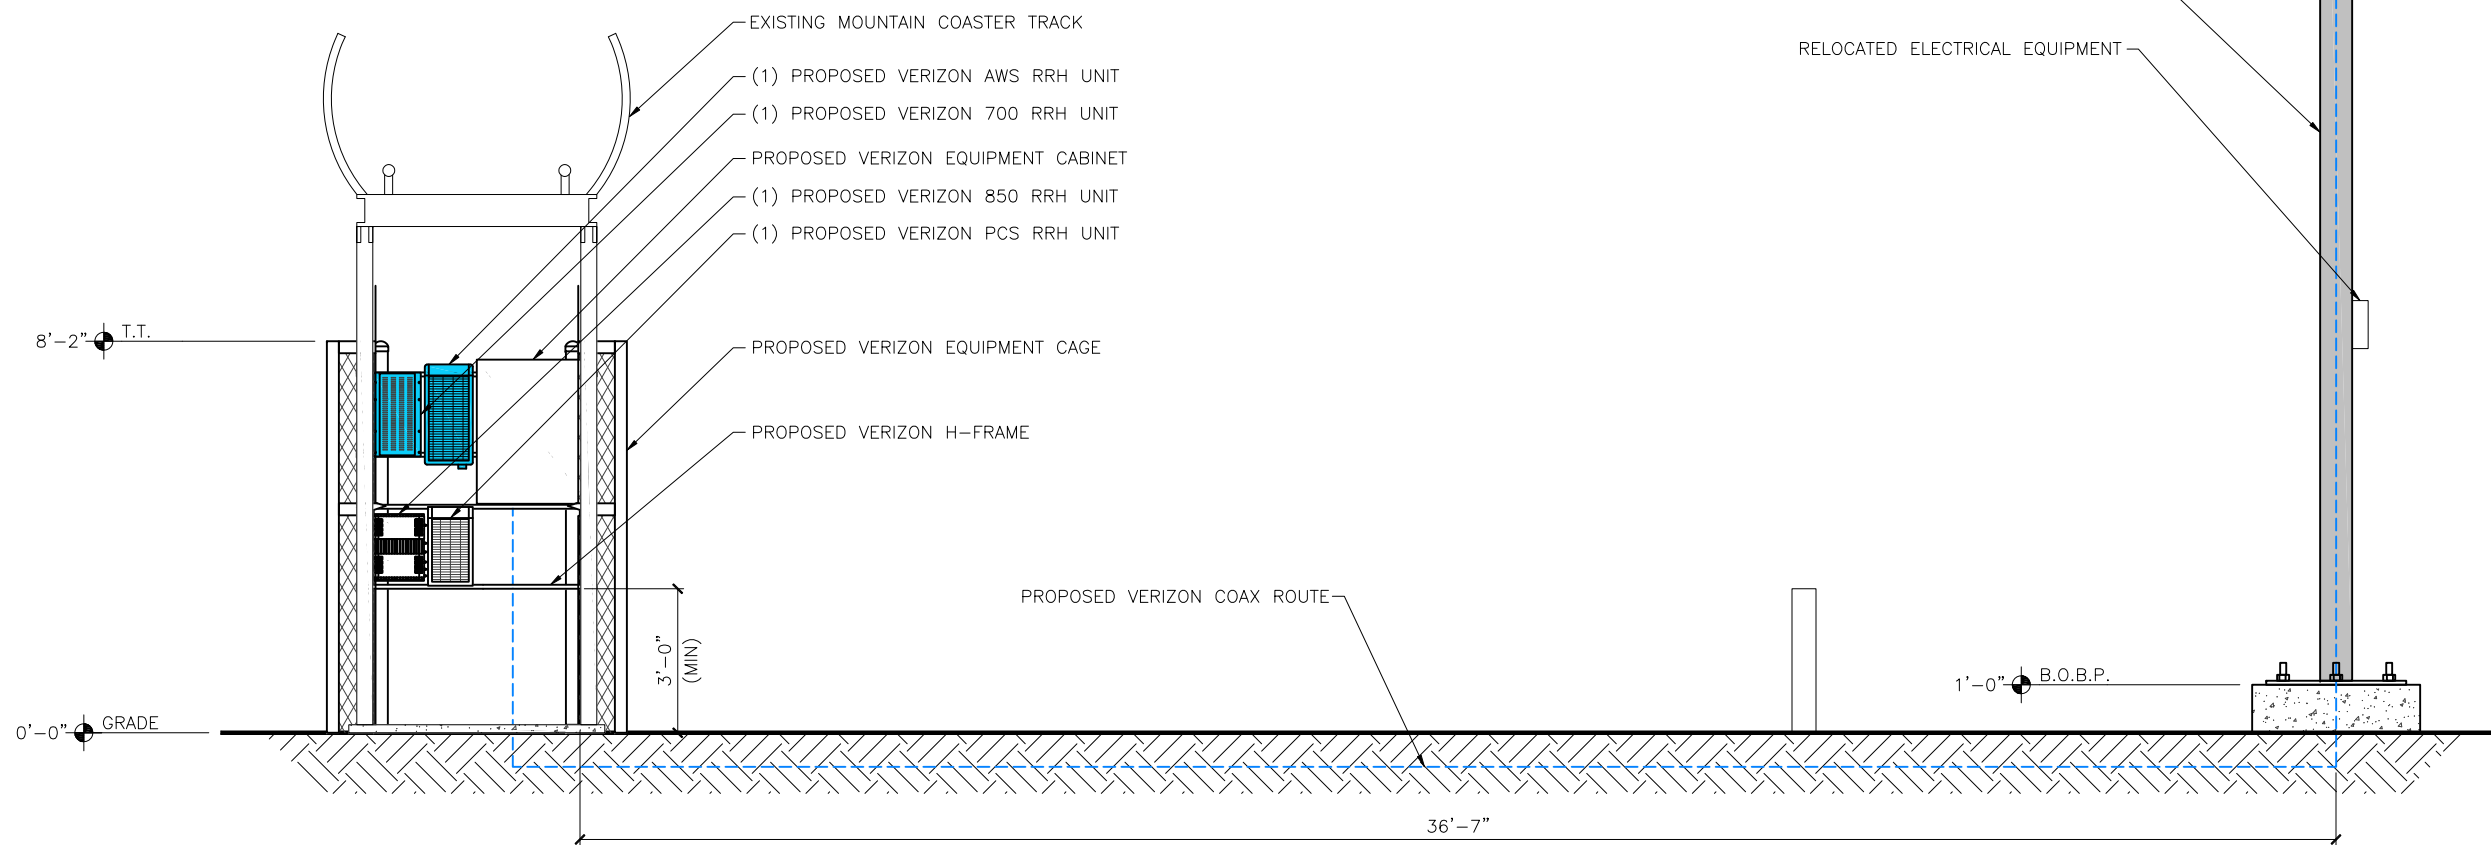 EXISTING MOUNTAIN COASTER TRACK
(1) PROPOSED VERIZON AWS RRH UNIT
(1) PROPOSED VERIZON 700 RRH UNIT
PROPOSED VERIZON EQUIPMENT CABINET
(1) PROPOSED VERIZON 850 RRH UNIT
(1) PROPOSED VERIZON PCS RRH UNIT
RELOCATED ELECTRICAL EQUIPMENT
8'-2" T.T.
PROPOSED VERIZON EQUIPMENT CAGE
PROPOSED VERIZON H-FRAME
PROPOSED VERIZON COAX ROUTE
3'-0"
(MIN)
1'-0" B.O.B.P.
0'-0" GRADE
36'-7"